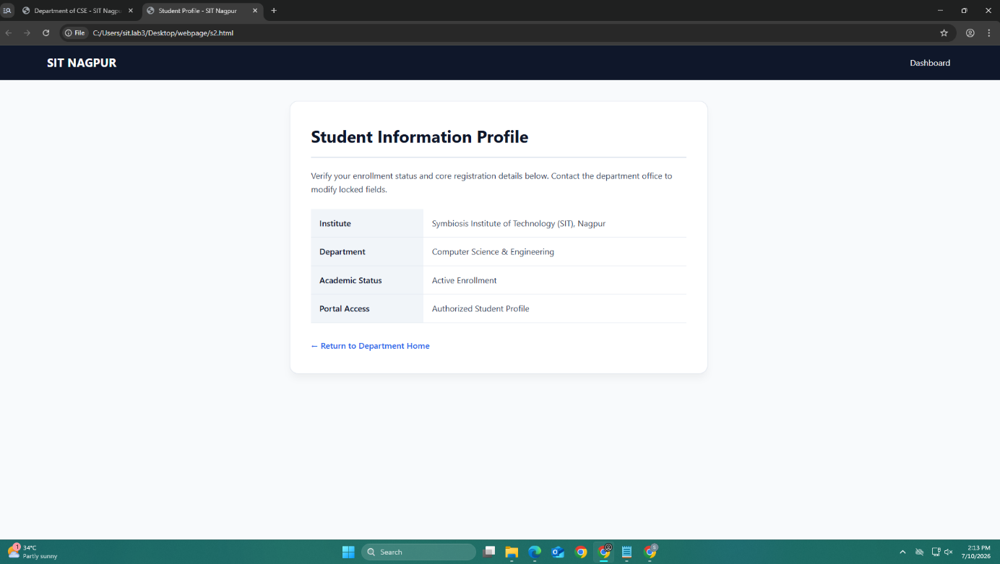 Department of CSE - SIT Nagpu
Student Profile - SIT Nagpur
File C:/Users/sit.lab3/Desktop/webpage/s2.html
SIT NAGPUR
Dashboard
Student Information Profile
Verify your enrollment status and core registration details below. Contact the department office to
modify locked fields.
Institute Symbiosis Institute of Technology (SIT), Nagpur
Department Computer Science & Engineering
Academic Status Active Enrollment
Portal Access Authorized Student Profile
← Return to Department Home
1
34°C
Partly sunny
Search
2:13 PM
7/10/2026